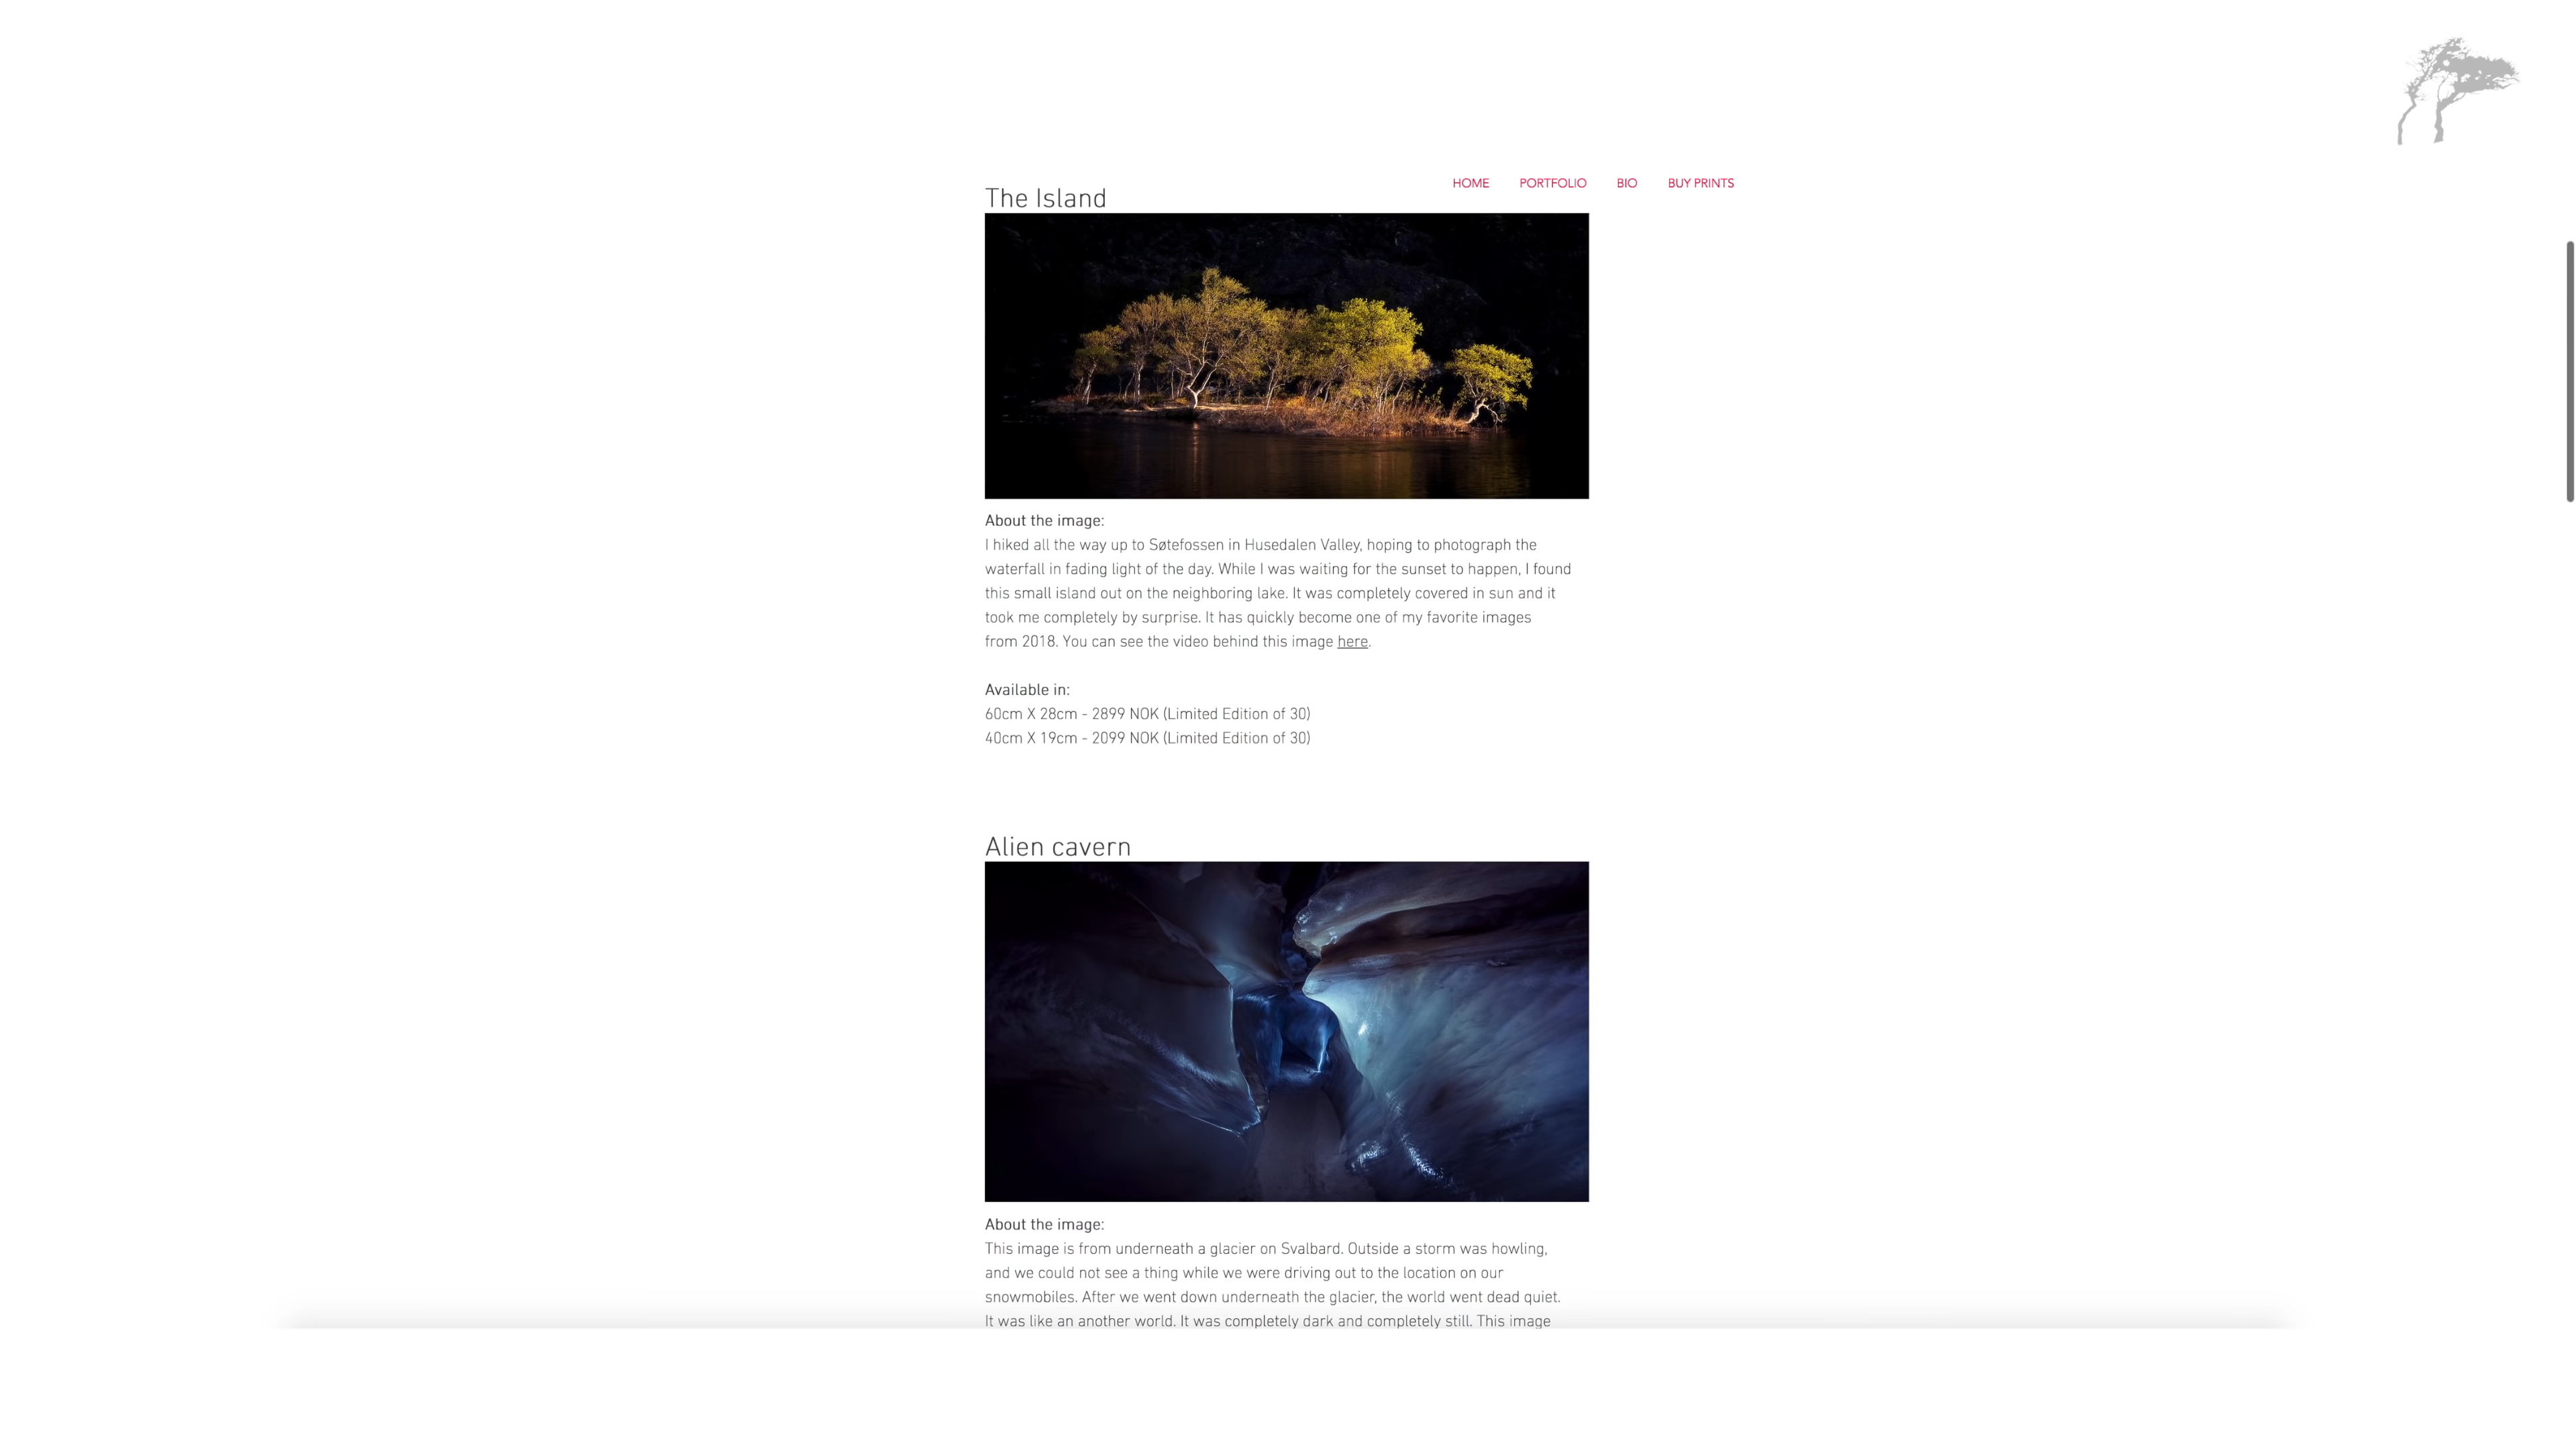 HOME PORTFOLIO BIO BUY PRINTS
The Island
About the image:
I hiked all the way up to Søtefossen in Husedalen Valley, hoping to photograph the
waterfall in fading light of the day. While I was waiting for the sunset to happen, I found
this small island out on the neighboring lake. It was completely covered in sun and it
took me completely by surprise. It has quickly become one of my favorite images
from 2018. You can see the video behind this image here.
Available in:
60cm X 28cm - 2899 NOK (Limited Edition of 30)
40cm X 19cm - 2099 NOK (Limited Edition of 30)
Alien cavern
About the image:
This image is from underneath a glacier on Svalbard. Outside a storm was howling,
and we could not see a thing while we were driving out to the location on our
snowmobiles. After we went down underneath the glacier, the world went dead quiet.
It was like an another world. It was completely dark and completely still. This image